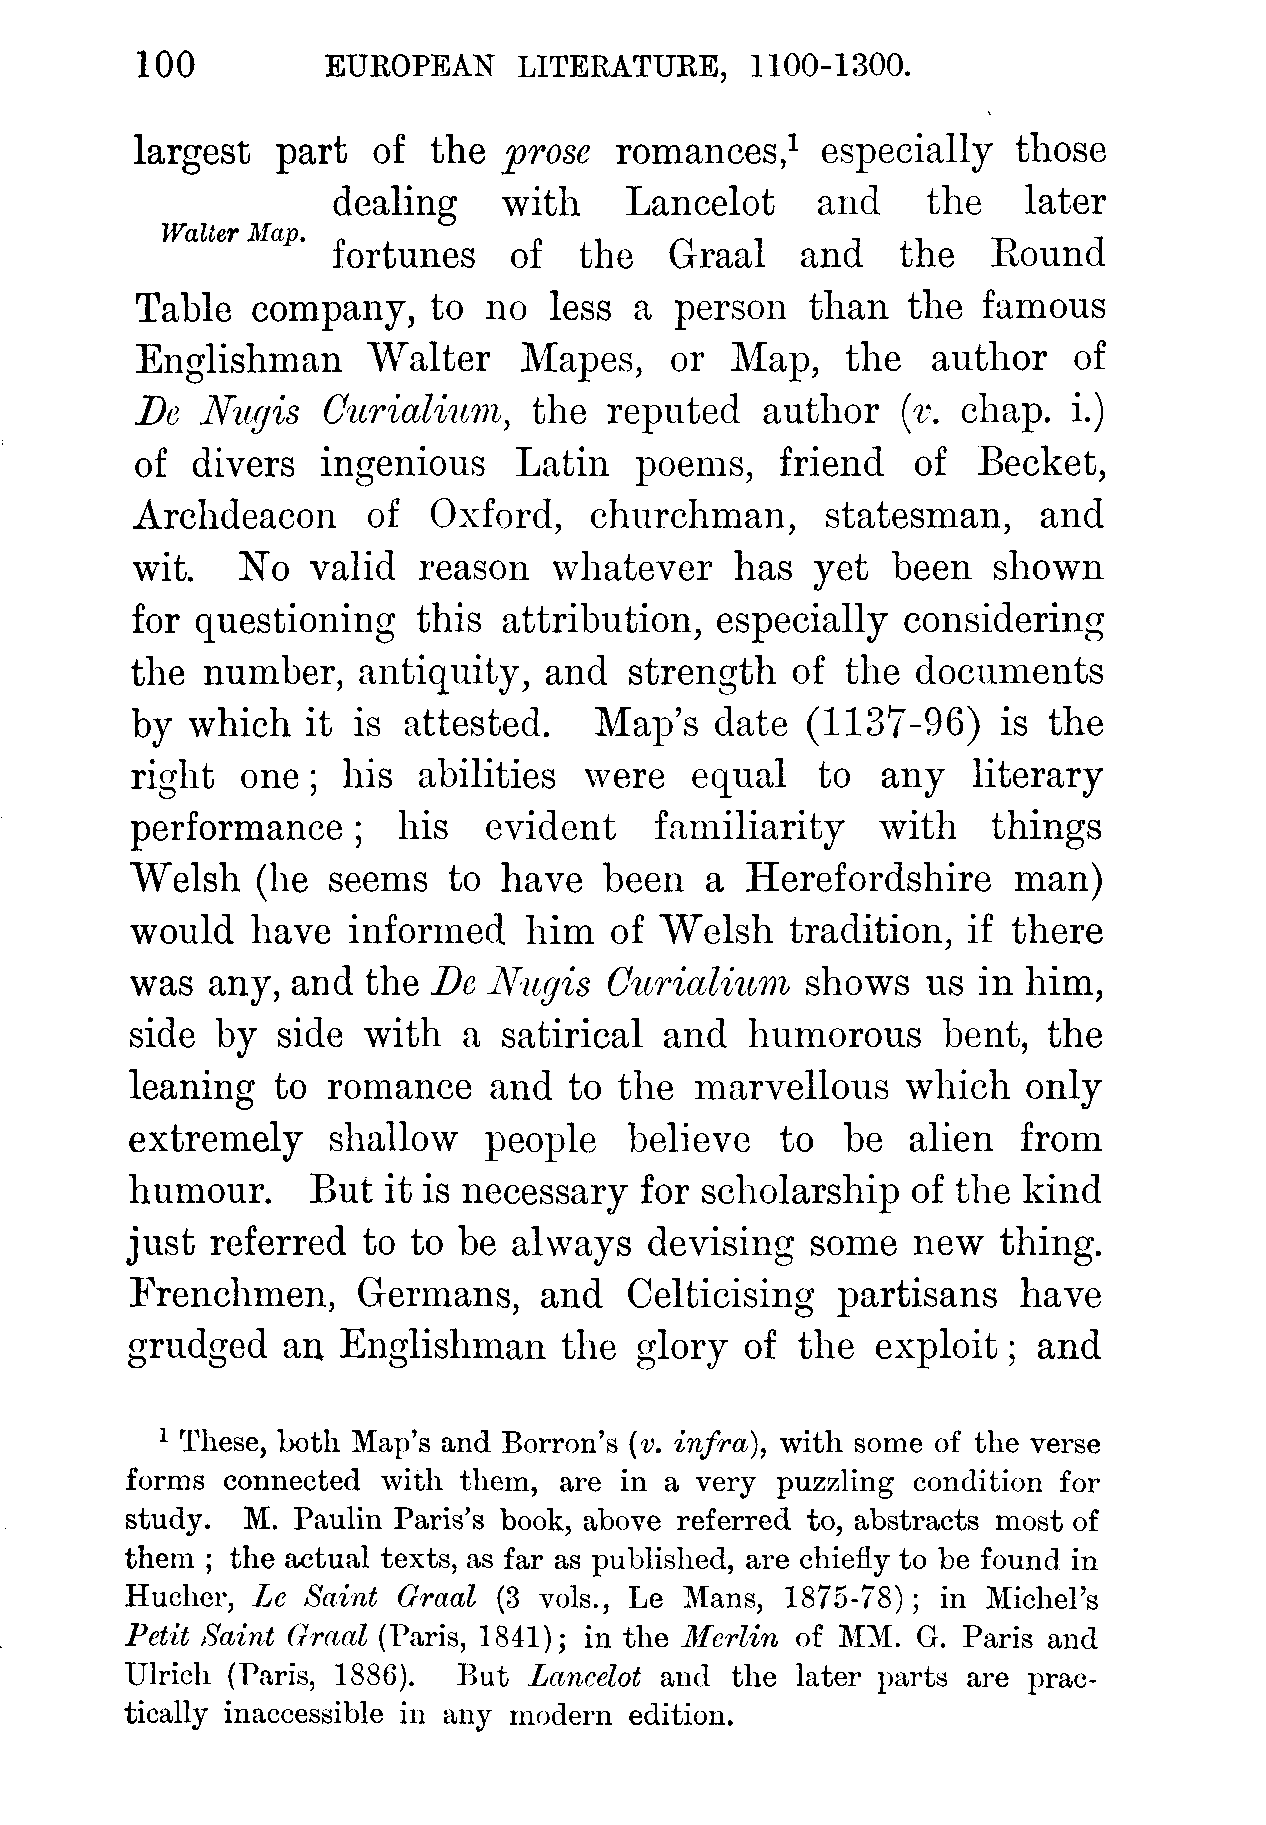 100 EUROPEAN LITERATURE, 1100-1300.
largest part of the prose romances,¹ especially those
dealing with Lancelot and the later
Walter Map.
fortunes of the Graal and the Round
Table company, to no less a person than the famous
Englishman Walter Mapes, or Map, the author of
De Nugis Curialium, the reputed author (v. chap. i.)
of divers ingenious Latin poems, friend of Becket,
Archdeacon of Oxford, churchman, statesman, and
wit. No valid reason whatever has yet been shown
for questioning this attribution, especially considering
the number, antiquity, and strength of the documents
by which it is attested. Map's date (1137-96) is the
right one; his abilities were equal to any literary
performance; his evident familiarity with things
Welsh (he seems to have been a Herefordshire man)
would have informed him of Welsh tradition, if there
was any, and the De Nugis Curialium shows us in him,
side by side with a satirical and humorous bent, the
leaning to romance and to the marvellous which only
extremely shallow people believe to be alien from
humour. But it is necessary for scholarship of the kind
just referred to to be always devising some new thing.
Frenchmen, Germans, and Celticising partisans have
grudged an Englishman the glory of the exploit; and
¹ These, both Map's and Borron's (v. infra), with some of the verse
forms connected with them, are in a very puzzling condition for
study. M. Paulin Paris's book, above referred to, abstracts most of
them; the actual texts, as far as published, are chiefly to be found in
Hucher, Le Saint Graal (3 vols., Le Mans, 1875-78); in Michel's
Petit Saint Graal (Paris, 1841); in the Merlin of MM. G. Paris and
Ulrich (Paris, 1886). But Lancelot and the later parts are prac-
tically inaccessible in any modern edition.